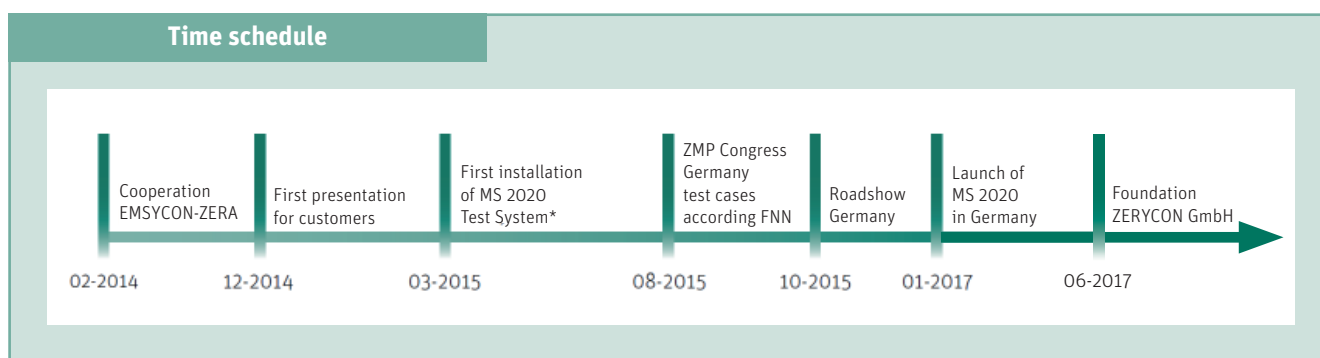 Time schedule
Cooperation
EMSYCON-ZERA
First presentation
for customers
First installation
of MS 2020
Test System*
ZMP Congress
Germany
test cases
according FNN
Roadshow
Germany
Launch of
MS 2020
in Germany
Foundation
ZERYCON GmbH
02-2014
12-2014
03-2015
08-2015
10-2015
01-2017
06-2017